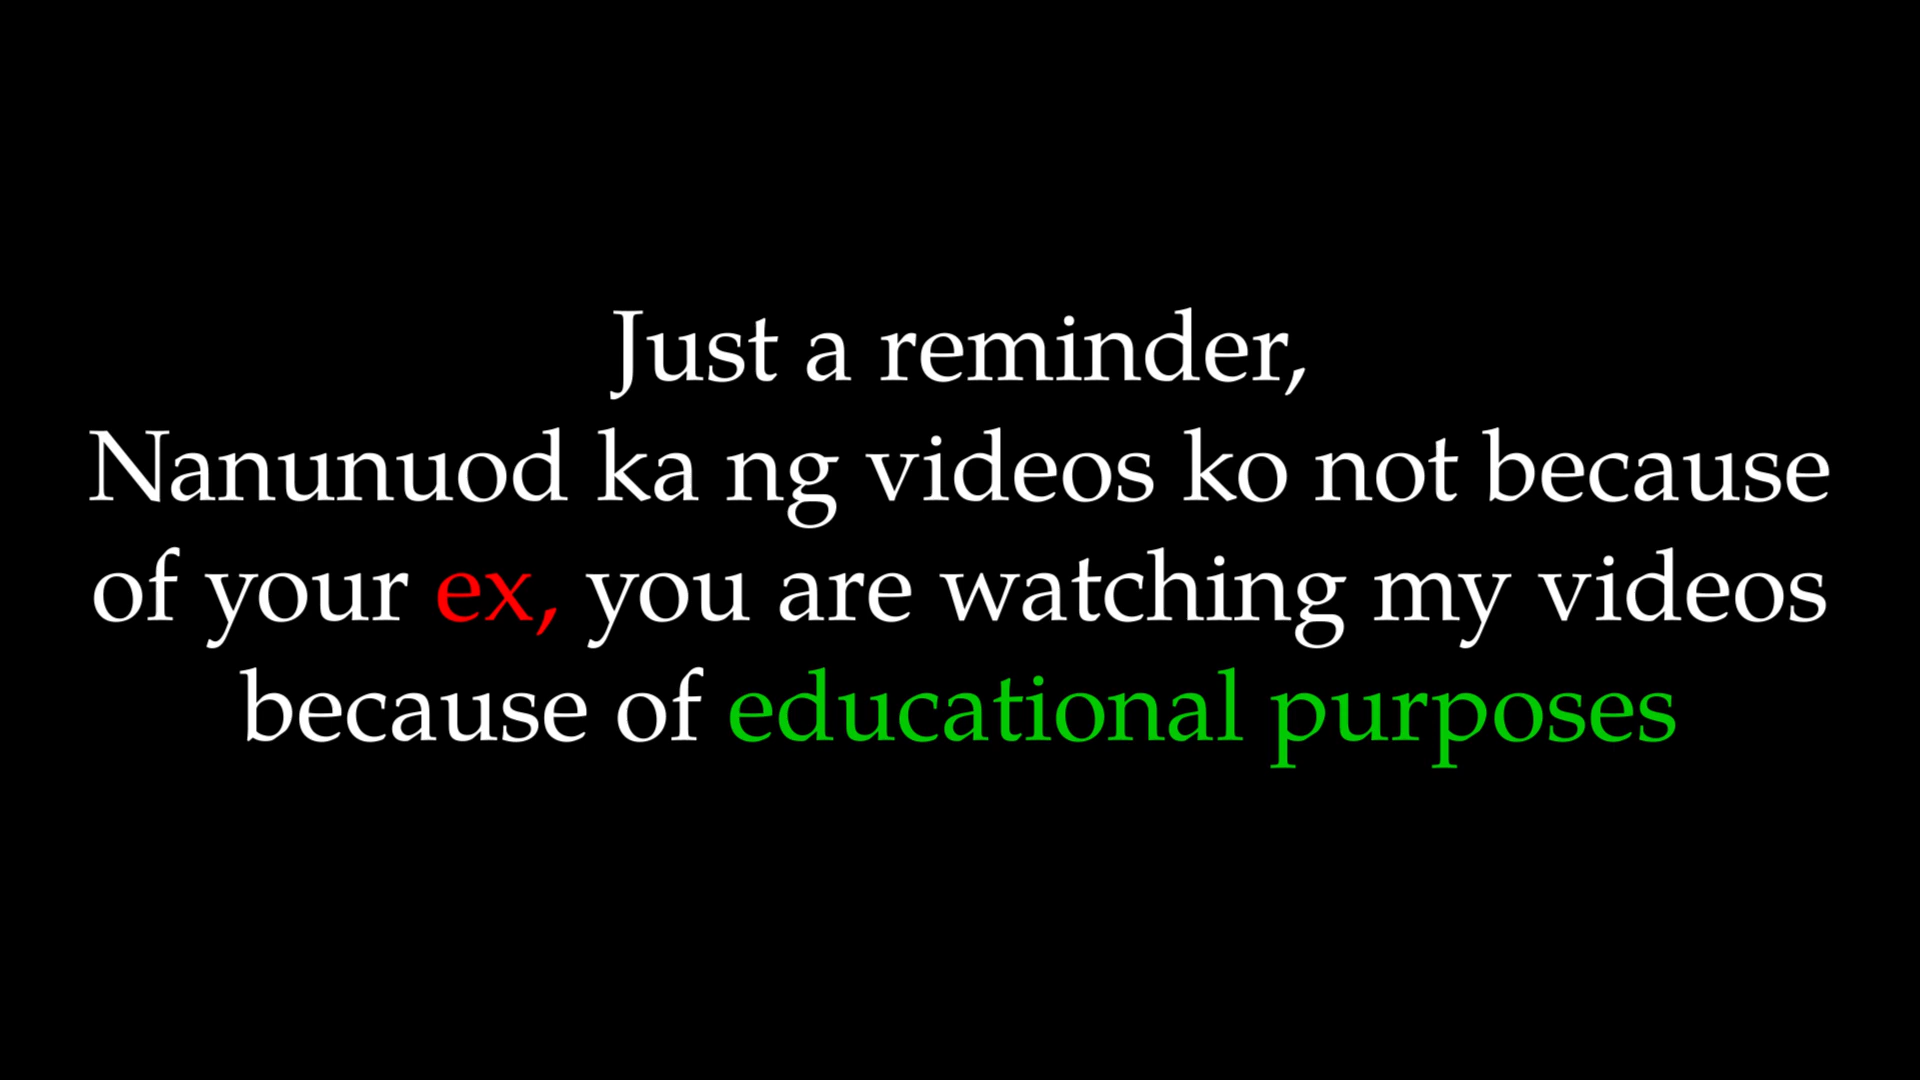 Just a reminder,
Nanunuod ka ng videos ko not because
of your ex, you are watching my videos
because of educational purposes